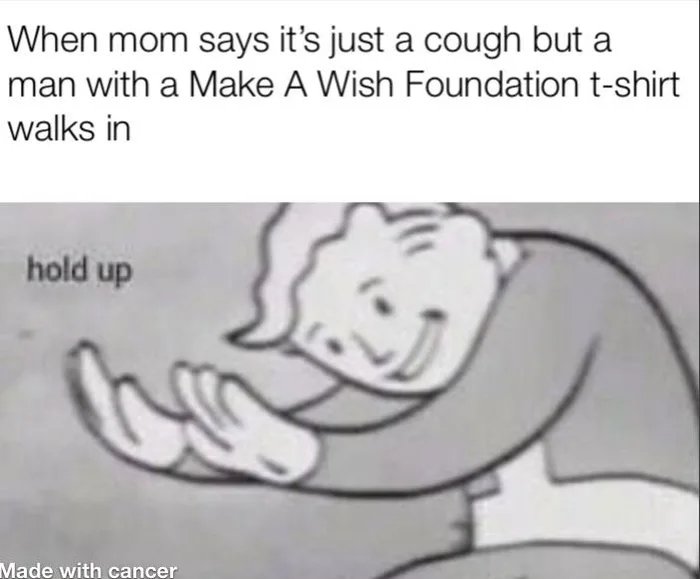 When mom says it’s just a cough but a
man with a Make A Wish Foundation t-shirt
walks in
hold up
Made with cancer